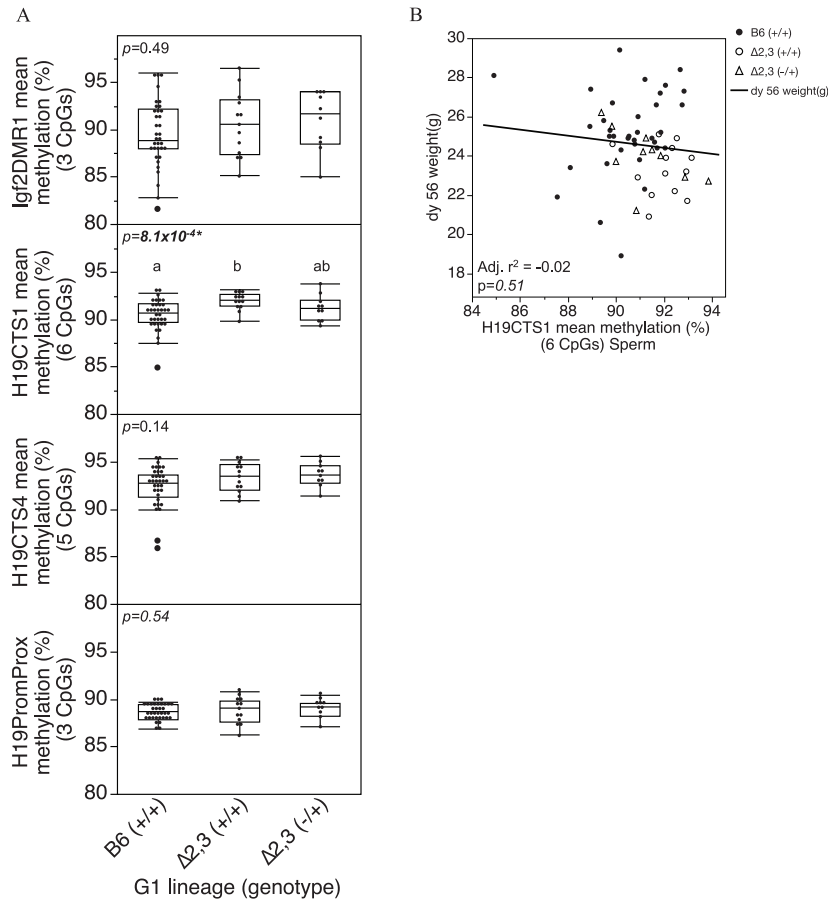 A
p=0.49
Igf2DMR1 mean
methylation (%)
(3 CpGs)
95
90
85
80
p=8.1x10-4*
a
b
ab
H19CTS1 mean
methylation (%)
(6 CpGs)
95
90
85
80
p=0.14
H19CTS4 mean
methylation (%)
(5 CpGs)
95
90
85
80
p=0.54
H19PromProx
methylation (%)
(3 CpGs)
95
90
85
80
B6 (+/+)
Δ2,3 (+/+)
Δ2,3 (-/+)
G1 lineage (genotype)
B
dy 56 weight(g)
30
28
26
24
22
20
18
Adj. r² = -0.02
p=0.51
84 86 88 90 92 94
H19CTS1 mean methylation (%)
(6 CpGs) Sperm
B6 (+/+)
Δ2,3 (+/+)
Δ2,3 (-/+)
dy 56 weight(g)